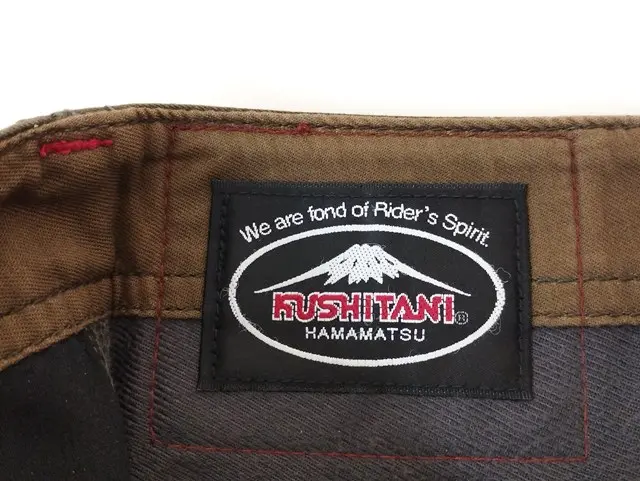 We are fond of Rider's Spirit.
KUSHITANI®
HAMAMATSU